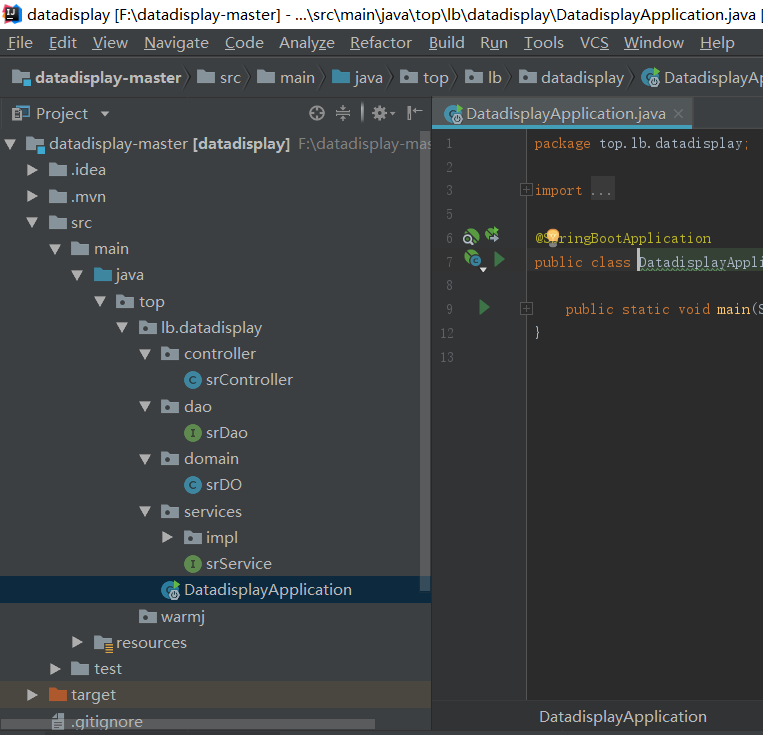 datadisplay [F:\datadisplay-master] - ...\src\main\java\top\lb\datadisplay\DatadisplayApplication.java [
File Edit View Navigate Code Analyze Refactor Build Run Tools VCS Window Help
datadisplay-master src main java top lb datadisplay DatadisplayAp
Project
DatadisplayApplication.java
datadisplay-master [datadisplay] F:\datadisplay-mas
.idea
.mvn
src
main
java
top
lb.datadisplay
controller
srController
dao
srDao
domain
srDO
services
impl
srService
DatadisplayApplication
warmj
resources
test
target
.gitignore
1 package top.lb.datadisplay;
2
3 import ...
5
6 @SpringBootApplication
7 public class DatadisplayAppli
8
9 public static void main(S
12 }
13
DatadisplayApplication